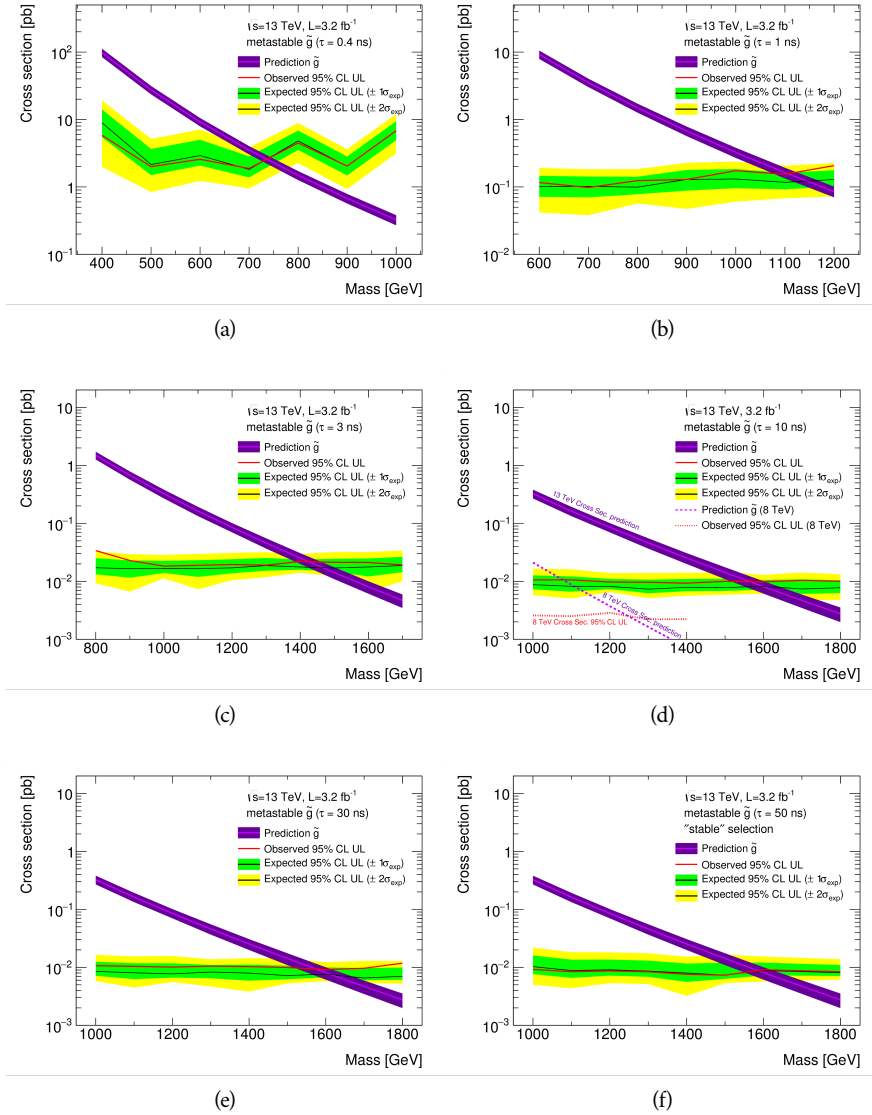 √s=13 TeV, L=3.2 fb⁻¹
metastable g̃ (τ = 0.4 ns)
Prediction g̃
Observed 95% CL UL
Expected 95% CL UL (± 1σexp)
Expected 95% CL UL (± 2σexp)
Cross section [pb]
10²
10
1
10⁻¹
400 500 600 700 800 900 1000
Mass [GeV]
(a)
√s=13 TeV, L=3.2 fb⁻¹
metastable g̃ (τ = 1 ns)
Prediction g̃
Observed 95% CL UL
Expected 95% CL UL (± 1σexp)
Expected 95% CL UL (± 2σexp)
Cross section [pb]
10
1
10⁻¹
10⁻²
600 700 800 900 1000 1100 1200
Mass [GeV]
(b)
√s=13 TeV, L=3.2 fb⁻¹
metastable g̃ (τ = 3 ns)
Prediction g̃
Observed 95% CL UL
Expected 95% CL UL (± 1σexp)
Expected 95% CL UL (± 2σexp)
Cross section [pb]
10
1
10⁻¹
10⁻²
10⁻³
800 1000 1200 1400 1600
Mass [GeV]
(c)
√s=13 TeV, 3.2 fb⁻¹
metastable g̃ (τ = 10 ns)
Prediction g̃
Observed 95% CL UL
Expected 95% CL UL (± 1σexp)
Expected 95% CL UL (± 2σexp)
Prediction g̃ (8 TeV)
Observed 95% CL UL (8 TeV)
13 TeV Cross Sec. prediction
8 TeV Cross Sec. prediction
8 TeV Cross Sec. 95% CL UL
Cross section [pb]
10
1
10⁻¹
10⁻²
10⁻³
1000 1200 1400 1600 1800
Mass [GeV]
(d)
√s=13 TeV, L=3.2 fb⁻¹
metastable g̃ (τ = 30 ns)
Prediction g̃
Observed 95% CL UL
Expected 95% CL UL (± 1σexp)
Expected 95% CL UL (± 2σexp)
Cross section [pb]
10
1
10⁻¹
10⁻²
10⁻³
1000 1200 1400 1600 1800
Mass [GeV]
(e)
√s=13 TeV, L=3.2 fb⁻¹
metastable g̃ (τ = 50 ns)
"stable" selection
Prediction g̃
Observed 95% CL UL
Expected 95% CL UL (± 1σexp)
Expected 95% CL UL (± 2σexp)
Cross section [pb]
10
1
10⁻¹
10⁻²
10⁻³
1000 1200 1400 1600 1800
Mass [GeV]
(f)